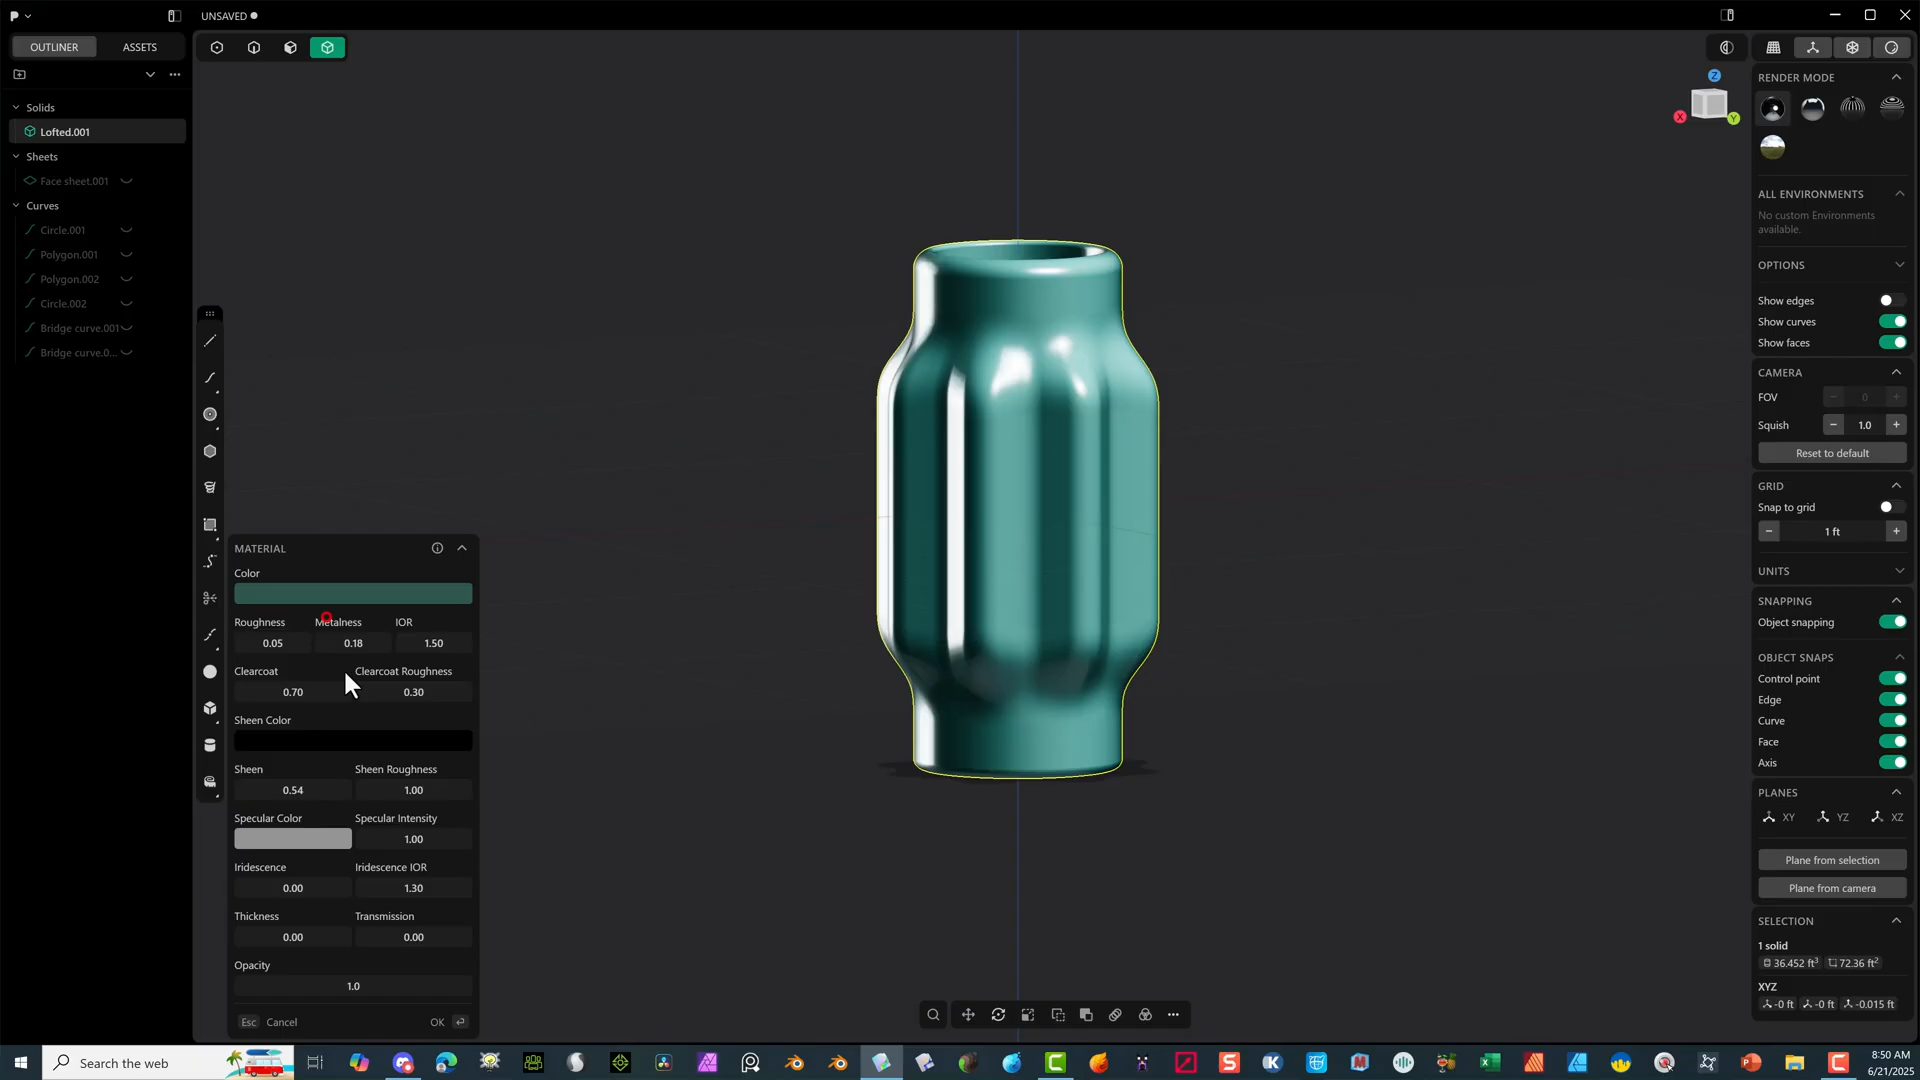 UNSAVED
OUTLINER
ASSETS
Solids
Lofted.001
Sheets
Face sheet.001
Curves
Circle.001
Polygon.001
Polygon.002
Circle.002
Bridge curve.001
Bridge curve.0...
MATERIAL
Color
Roughness Metalness IOR
0.05 0.18 1.50
Clearcoat Clearcoat Roughness
0.70 0.30
Sheen Color
Sheen Sheen Roughness
0.54 1.00
Specular Color Specular Intensity
1.00
Iridescence Iridescence IOR
0.00 1.30
Thickness Transmission
0.00 0.00
Opacity
1.0
Esc Cancel OK
Z
X Y
RENDER MODE
ALL ENVIRONMENTS
No custom Environments
available.
OPTIONS
Show edges
Show curves
Show faces
CAMERA
FOV 0
Squish 1.0
Reset to default
GRID
Snap to grid
1 ft
UNITS
SNAPPING
Object snapping
OBJECT SNAPS
Control point
Edge
Curve
Face
Axis
PLANES
XY YZ XZ
Plane from selection
Plane from camera
SELECTION
1 solid
36.452 ft³ 72.36 ft²
XYZ
-0 ft -0 ft -0.015 ft
Search the web
8:50 AM
6/21/2025